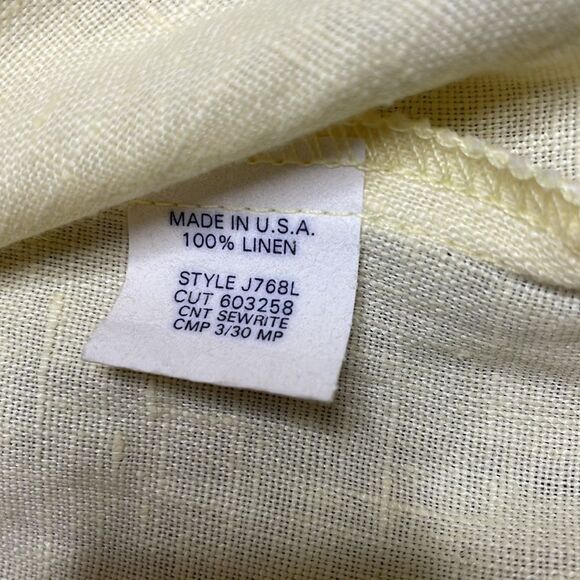 MADE IN U.S.A.
100% LINEN
STYLE J768L
CUT 603258
CNT SEWRITE
CMP 3/30 MP